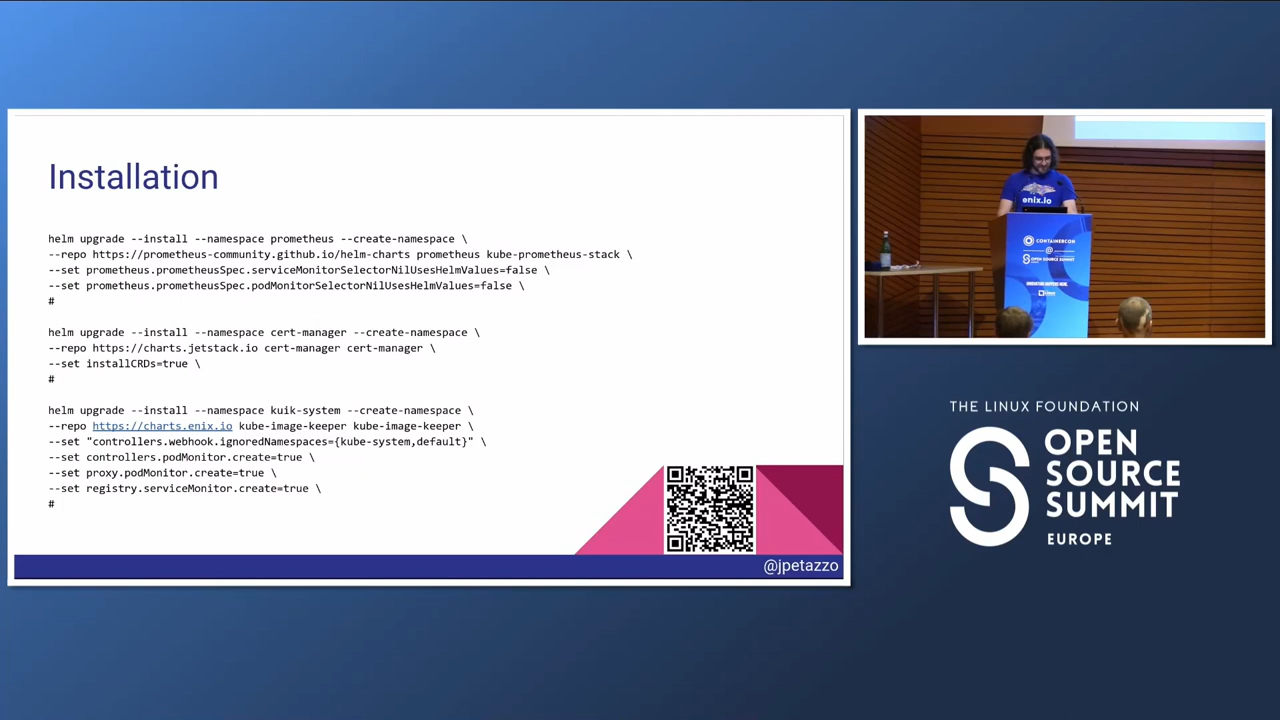 Installation
helm upgrade --install --namespace prometheus --create-namespace \
--repo https://prometheus-community.github.io/helm-charts prometheus kube-prometheus-stack \
--set prometheus.prometheusSpec.serviceMonitorSelectorNilUsesHelmValues=false \
--set prometheus.prometheusSpec.podMonitorSelectorNilUsesHelmValues=false \
#
helm upgrade --install --namespace cert-manager --create-namespace \
--repo https://charts.jetstack.io cert-manager cert-manager \
--set installCRDs=true \
#
helm upgrade --install --namespace kuik-system --create-namespace \
--repo https://charts.enix.io kube-image-keeper kube-image-keeper \
--set "controllers.webhook.ignoredNamespaces={kube-system,default}" \
--set controllers.podMonitor.create=true \
--set proxy.podMonitor.create=true \
--set registry.serviceMonitor.create=true \
#
@jpetazzo
enix.io
CONTAINERCON
@
OPEN SOURCE SUMMIT
THE LINUX FOUNDATION
OPEN
SOURCE
SUMMIT
EUROPE